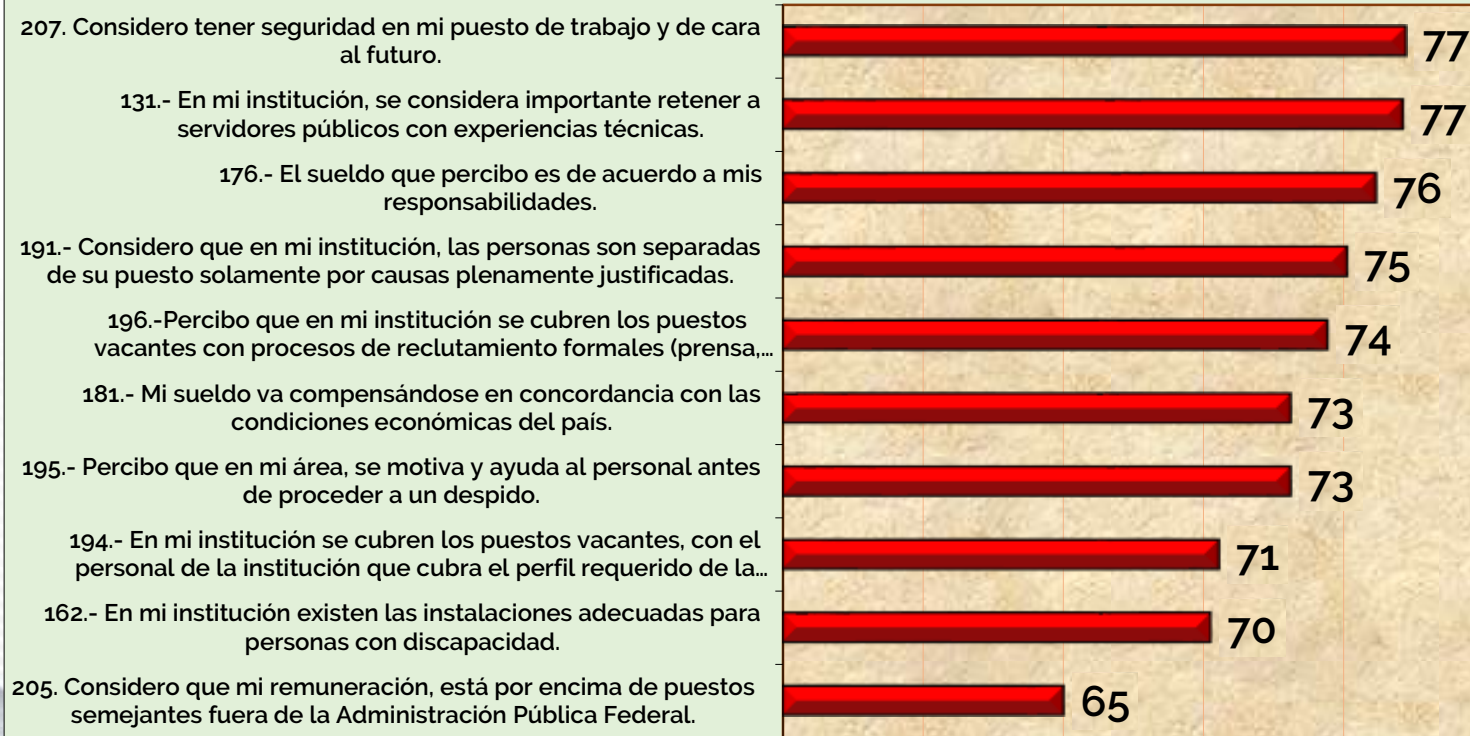 207. Considero tener seguridad en mi puesto de trabajo y de cara
al futuro.
77
131.- En mi institución, se considera importante retener a
servidores públicos con experiencias técnicas.
77
176.- El sueldo que percibo es de acuerdo a mis
responsabilidades.
76
191.- Considero que en mi institución, las personas son separadas
de su puesto solamente por causas plenamente justificadas.
75
196.-Percibo que en mi institución se cubren los puestos
vacantes con procesos de reclutamiento formales (prensa,...
74
181.- Mi sueldo va compensándose en concordancia con las
condiciones económicas del país.
73
195.- Percibo que en mi área, se motiva y ayuda al personal antes
de proceder a un despido.
73
194.- En mi institución se cubren los puestos vacantes, con el
personal de la institución que cubra el perfil requerido de la...
71
162.- En mi institución existen las instalaciones adecuadas para
personas con discapacidad.
70
205. Considero que mi remuneración, está por encima de puestos
semejantes fuera de la Administración Pública Federal.
65